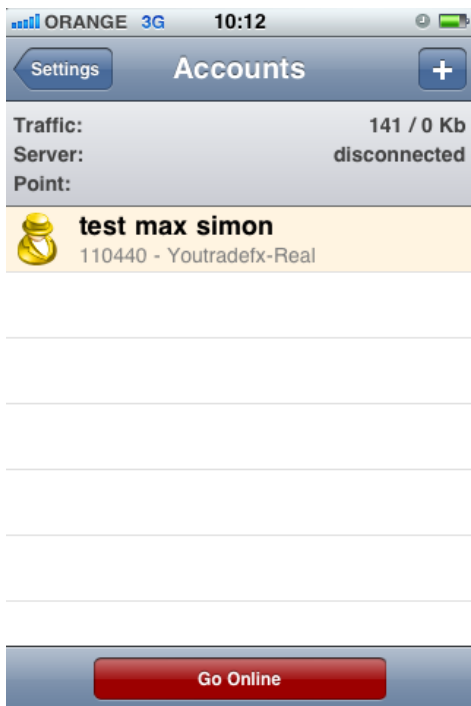 ORANGE 3G 10:12
Settings Accounts +
Traffic: 141 / 0 Kb
Server: disconnected
Point:
test max simon
110440 - Youtradefx-Real
Go Online